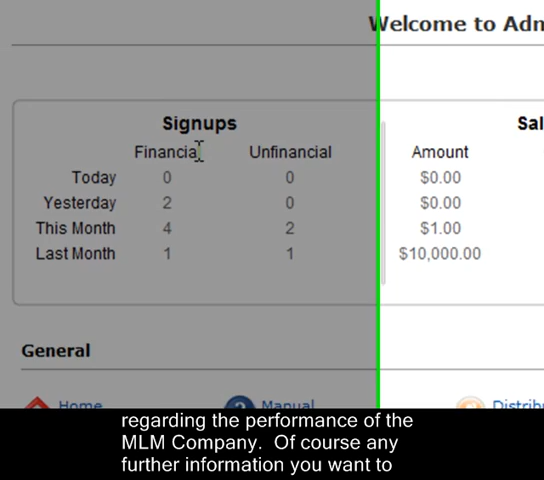 Welcome to Adn
Signups
Sal
Financial Unfinancial Amount
Today 0 0 $0.00
Yesterday 2 0 $0.00
This Month 4 2 $1.00
Last Month 1 1 $10,000.00
General
Home Manual Distrib
regarding the performance of the
MLM Company. Of course any
further information you want to